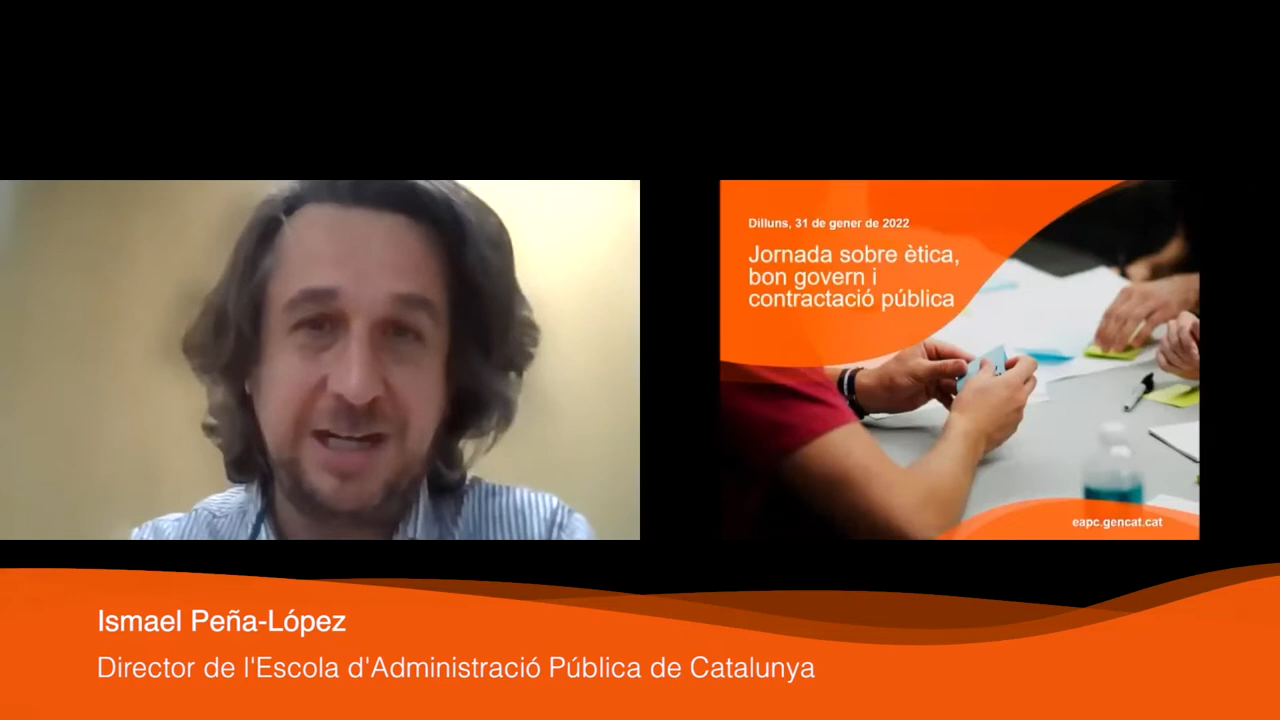 Dilluns, 31 de gener de 2022
Jornada sobre ètica,
bon govern i
contractació pública
eapc.gencat.cat
Ismael Peña-López
Director de l'Escola d'Administració Pública de Catalunya